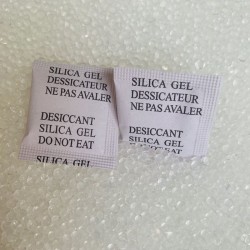 SILICA GEL
DESSICATEUR
NE PAS AVALER
DESICCANT
SILICA GEL
DO NOT EAT
SILICA GEL
SILICA GEL
DESSICATEUR
NE PAS AVALER
DESICCANT
SILICA GEL
DO NOT EAT